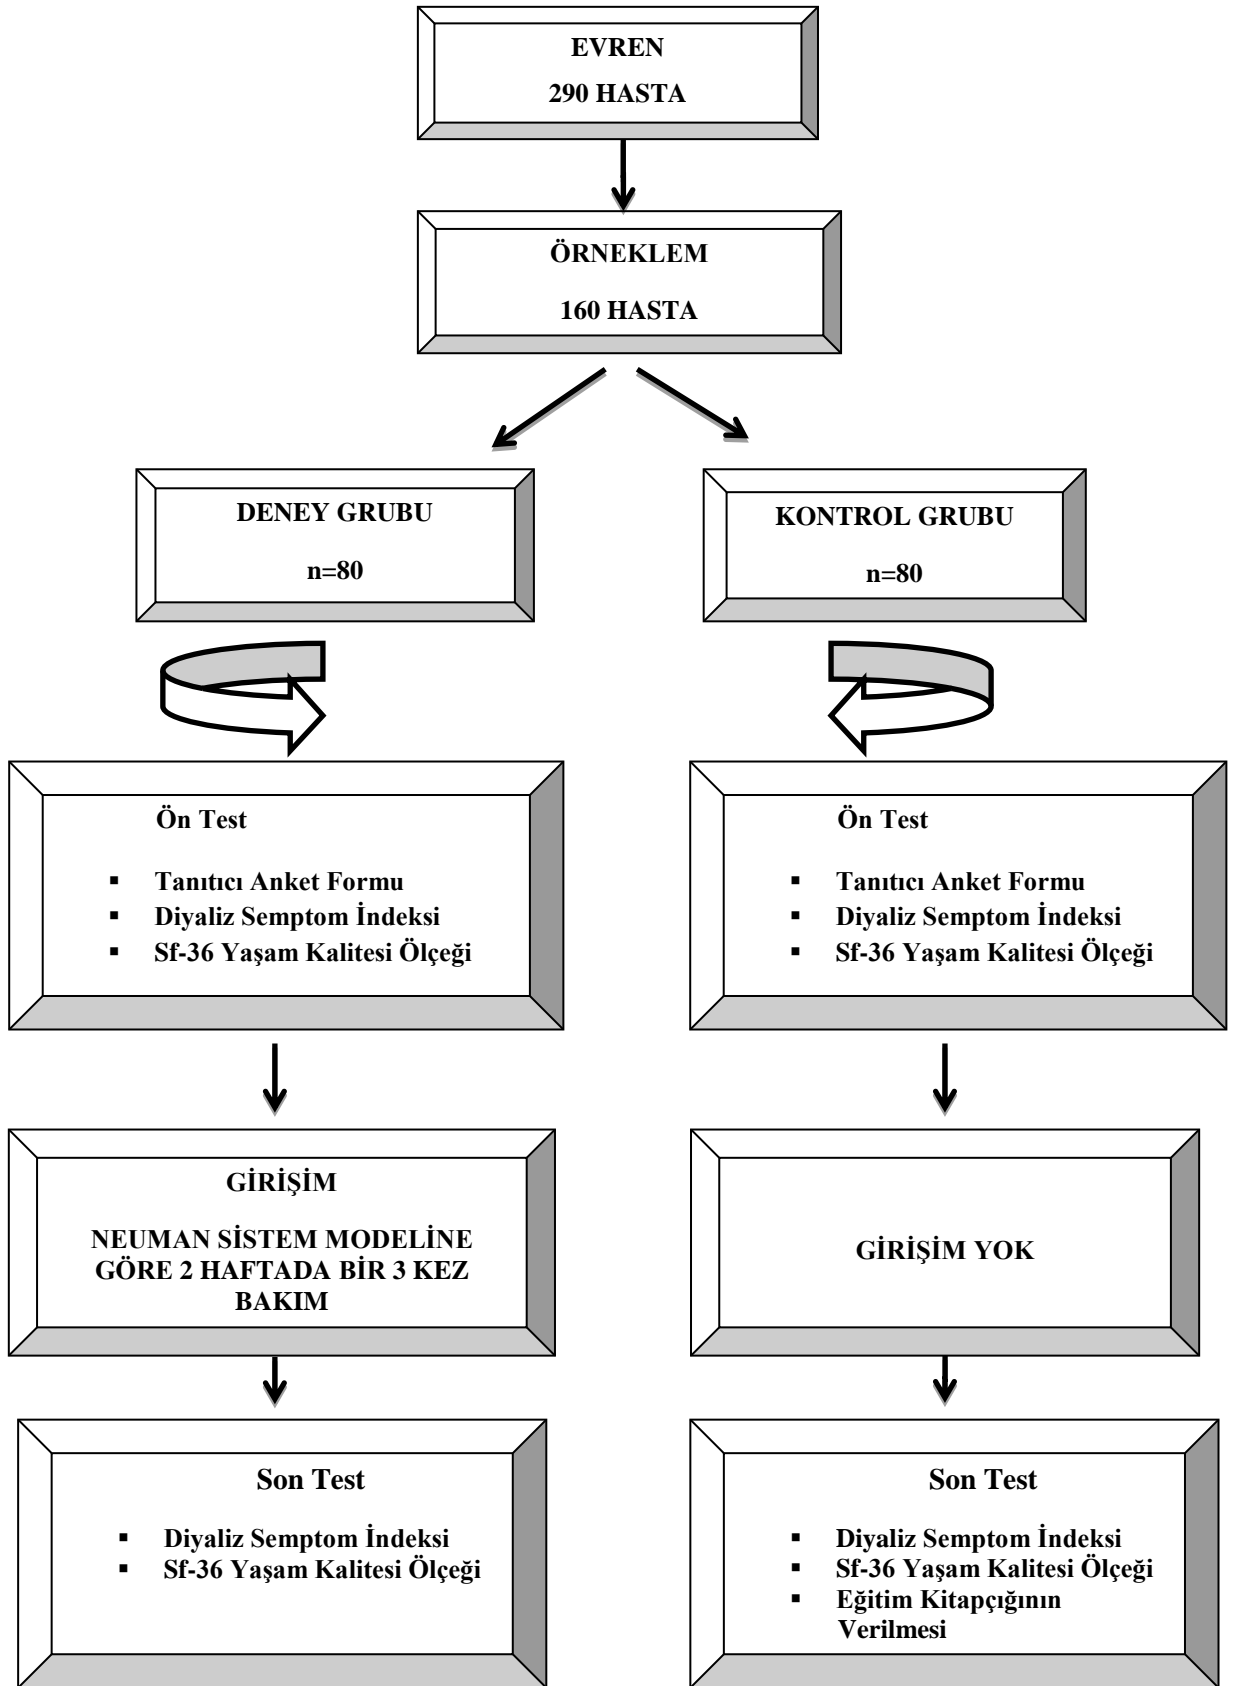 EVREN
290 HASTA
ÖRNEKLEM
160 HASTA
DENEY GRUBU
n=80
KONTROL GRUBU
n=80
Ön Test
▪ Tanıtıcı Anket Formu
▪ Diyaliz Semptom İndeksi
▪ Sf-36 Yaşam Kalitesi Ölçeği
Ön Test
▪ Tanıtıcı Anket Formu
▪ Diyaliz Semptom İndeksi
▪ Sf-36 Yaşam Kalitesi Ölçeği
GİRİŞİM
NEUMAN SİSTEM MODELİNE
GÖRE 2 HAFTADA BİR 3 KEZ
BAKIM
GİRİŞİM YOK
Son Test
▪ Diyaliz Semptom İndeksi
▪ Sf-36 Yaşam Kalitesi Ölçeği
Son Test
▪ Diyaliz Semptom İndeksi
▪ Sf-36 Yaşam Kalitesi Ölçeği
▪ Eğitim Kitapçığının
Verilmesi